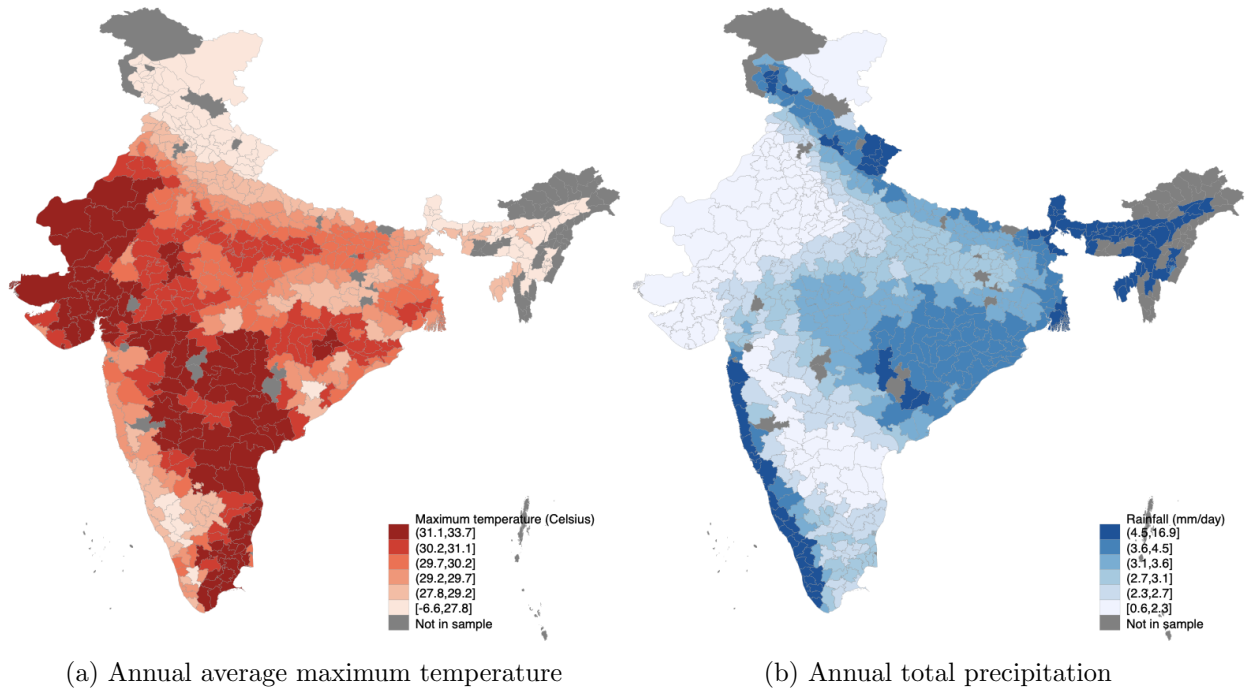 Maximum temperature (Celsius)
(31.1,33.7]
(30.2,31.1]
(29.7,30.2]
(29.2,29.7]
(27.8,29.2]
[-6.6,27.8]
Not in sample
Rainfall (mm/day)
(4.5,16.9]
(3.6,4.5]
(3.1,3.6]
(2.7,3.1]
(2.3,2.7]
[0.6,2.3]
Not in sample
(a) Annual average maximum temperature
(b) Annual total precipitation